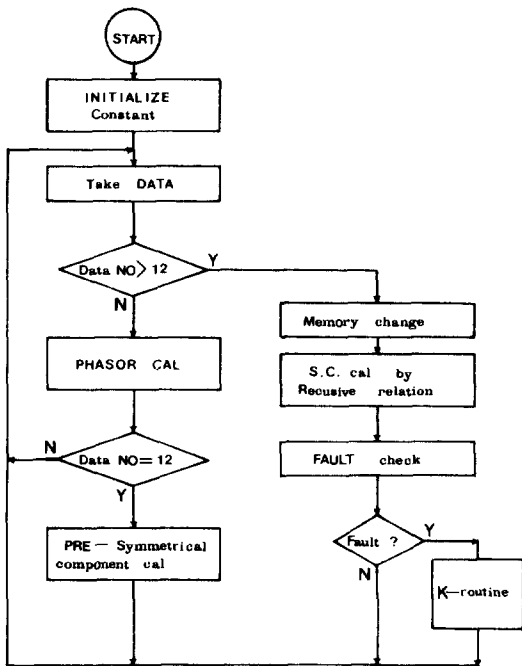 START
INITIALIZE
Constant
Take DATA
Data NO> 12
Y
N
PHASOR CAL
N
Data NO= 12
Y
PRE- Symmetrical
component cal
Memory change
S.C. cal by
Recusive relation
FAULT check
Fault ?
Y
N
K-routine